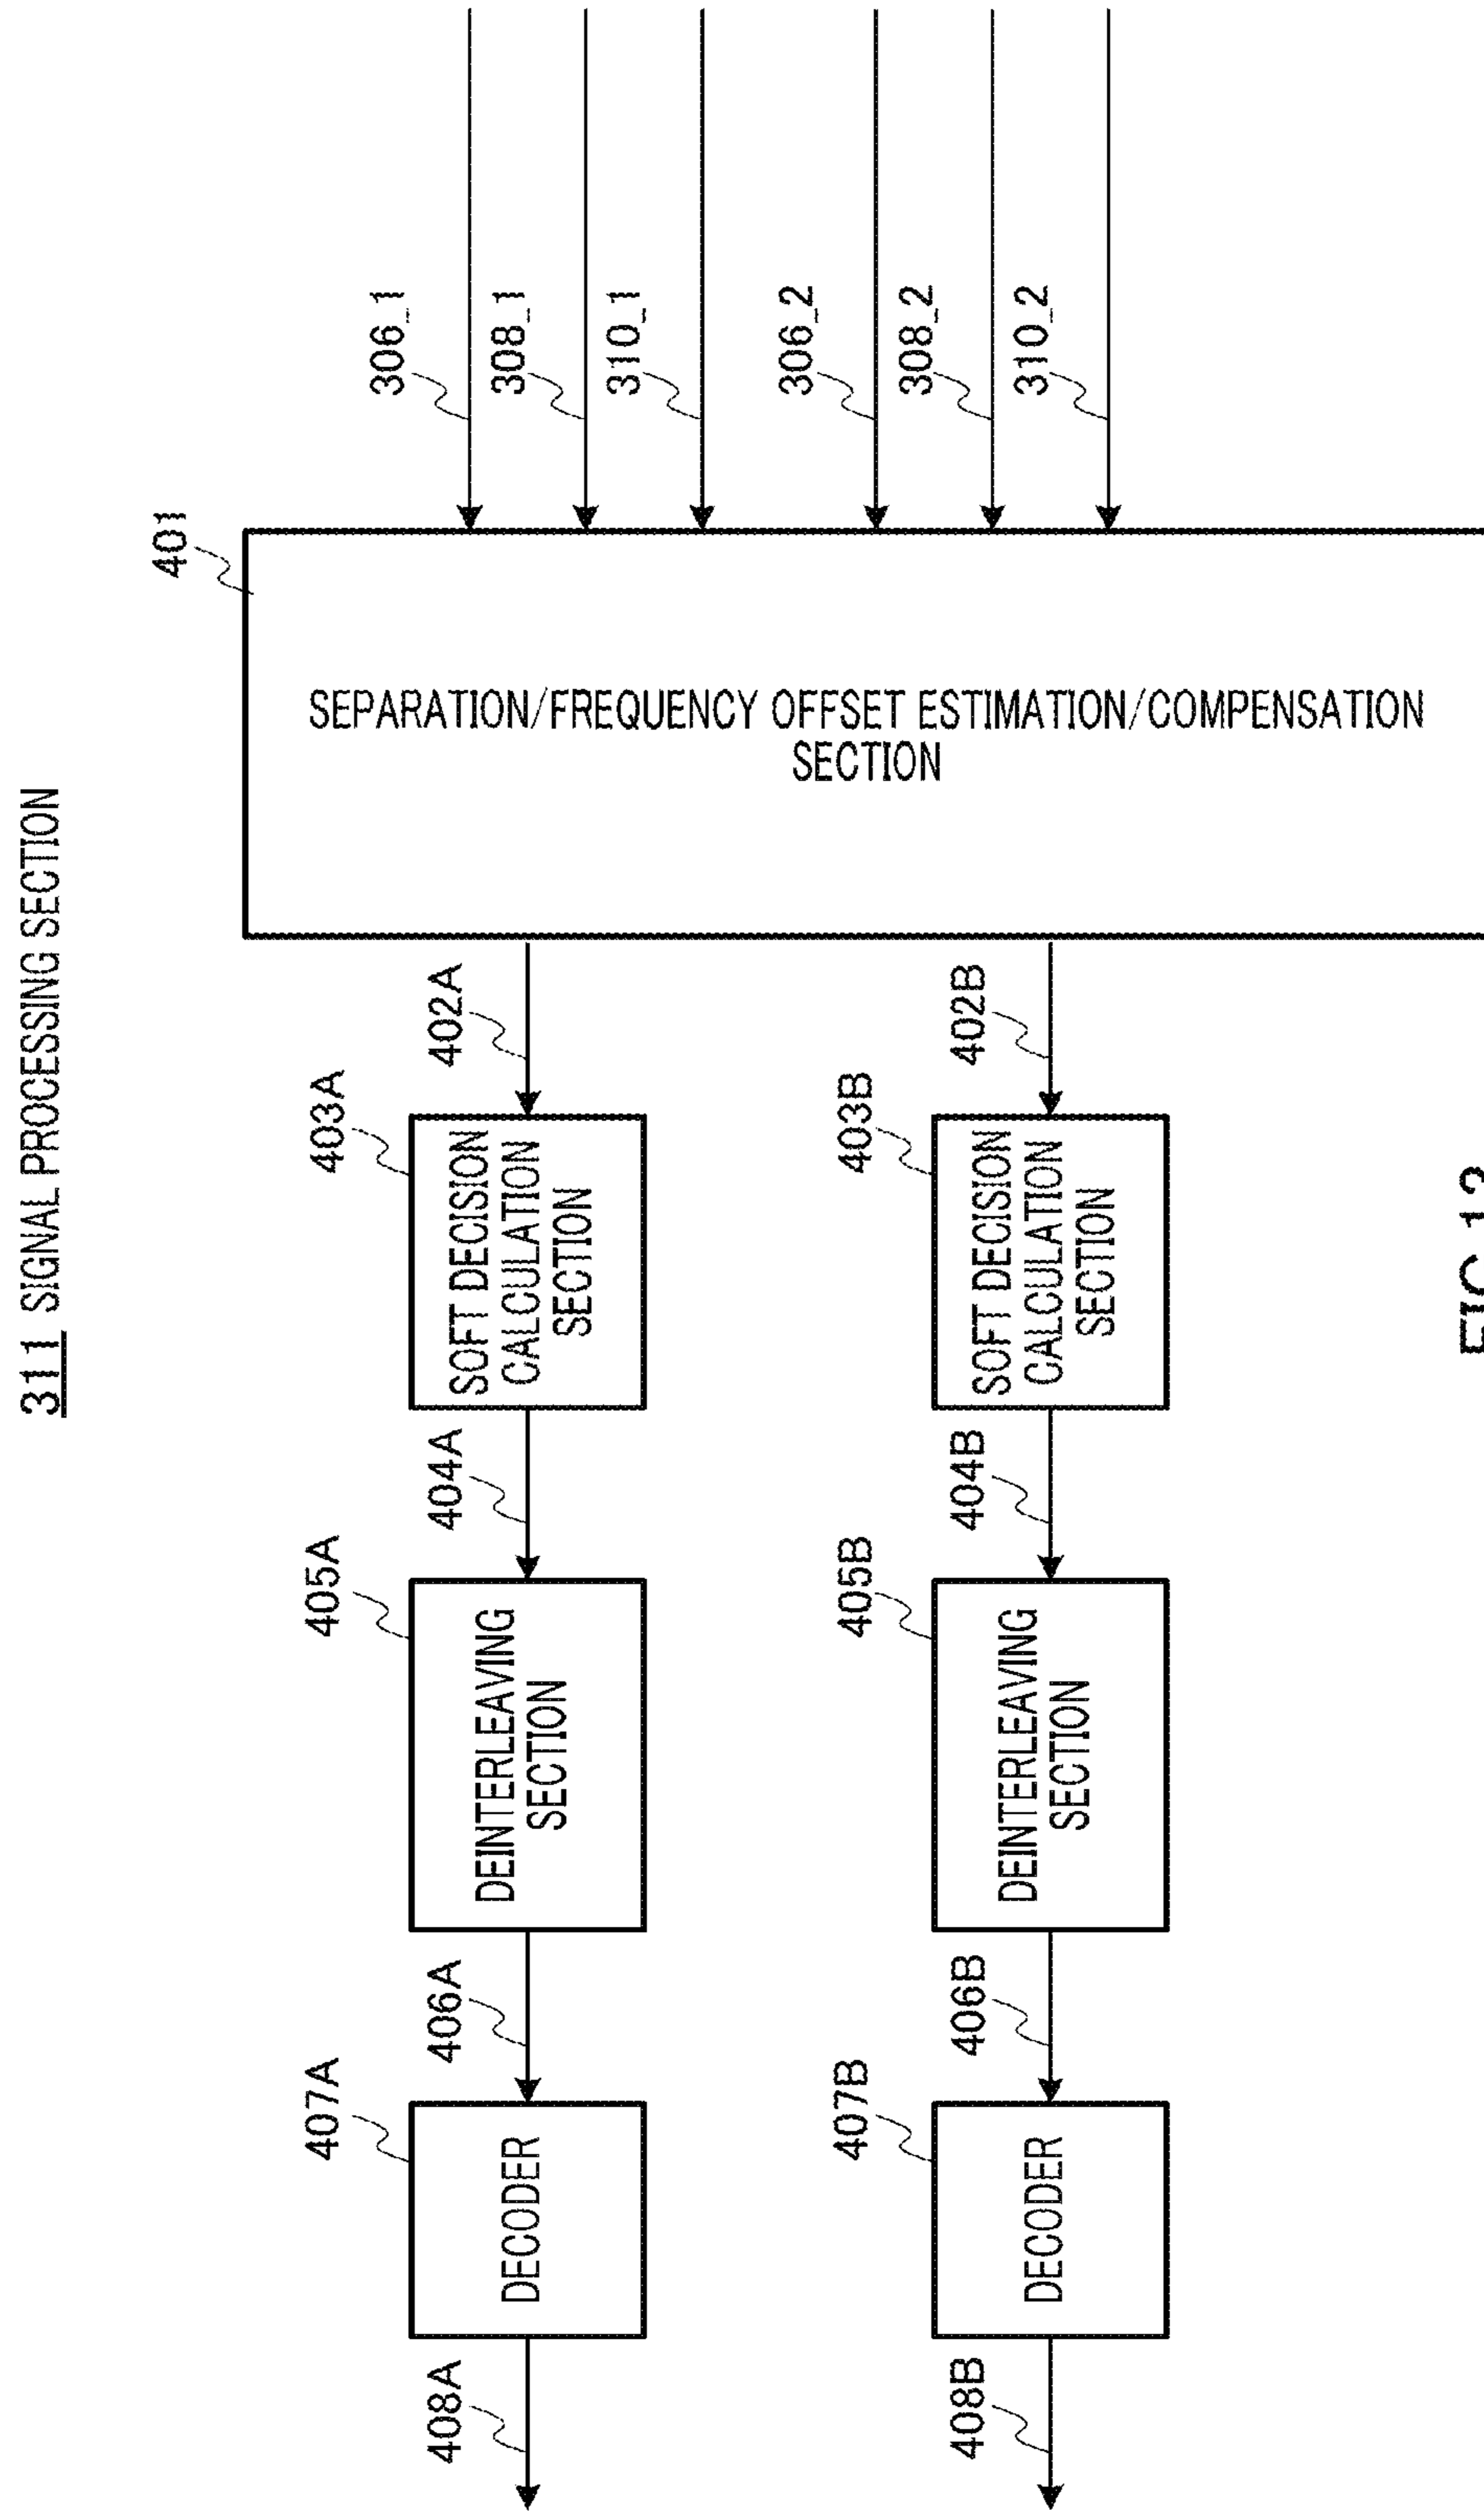 311 SIGNAL PROCESSING SECTION
401
407A
405A
403A
306_1
408A
406A
404A
402A
308_1
310_1
DECODER
DEINTERLEAVING
SECTION
SOFT DECISION
CALCULATION
SECTION
SEPARATION/FREQUENCY OFFSET ESTIMATION/COMPENSATION
SECTION
407B
405B
403B
306_2
408B
406B
404B
402B
308_2
310_2
DECODER
DEINTERLEAVING
SECTION
SOFT DECISION
CALCULATION
SECTION